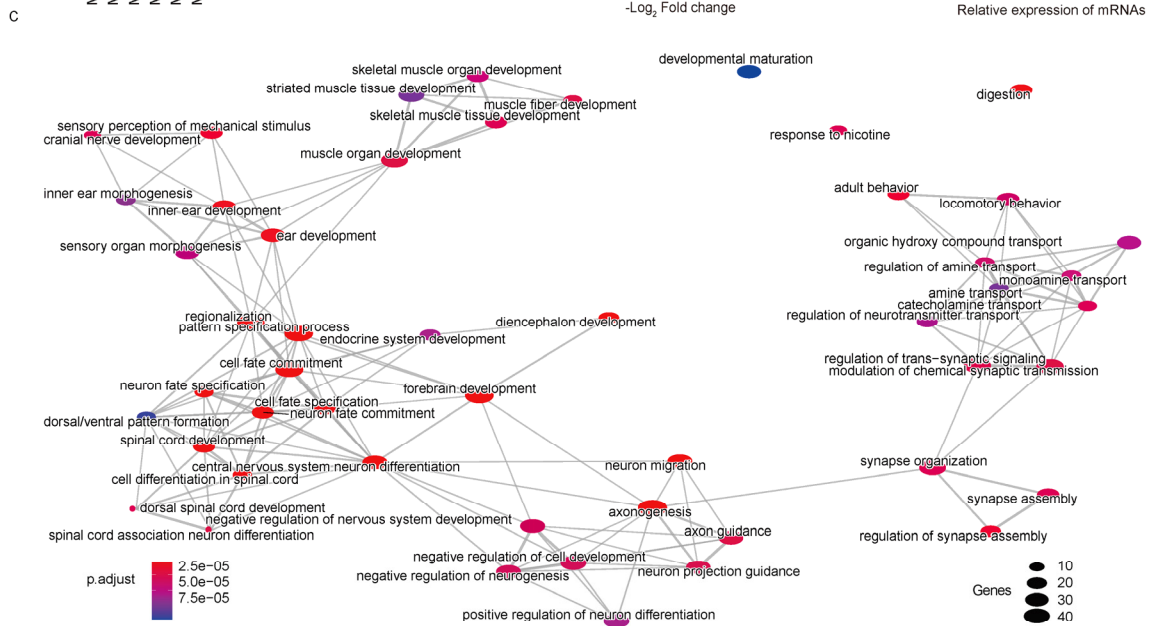 C
-Log2 Fold change
Relative expression of mRNAs
developmental maturation
skeletal muscle organ development
striated muscle tissue development
muscle fiber development
digestion
skeletal muscle tissue development
sensory perception of mechanical stimulus
cranial nerve development
response to nicotine
muscle organ development
inner ear morphogenesis
adult behavior
locomotory behavior
inner ear development
ear development
sensory organ morphogenesis
organic hydroxy compound transport
regulation of amine transport
monoamine transport
amine transport
catecholamine transport
regulation of neurotransmitter transport
regionalization
pattern specification process
diencephalon development
endocrine system development
cell fate commitment
regulation of trans−synaptic signaling
modulation of chemical synaptic transmission
neuron fate specification
forebrain development
cell fate specification
neuron fate commitment
dorsal/ventral pattern formation
spinal cord development
central nervous system neuron differentiation
neuron migration
synapse organization
cell differentiation in spinal cord
synapse assembly
dorsal spinal cord development
axonogenesis
negative regulation of nervous system development
axon guidance
spinal cord association neuron differentiation
regulation of synapse assembly
negative regulation of cell development
negative regulation of neurogenesis
neuron projection guidance
positive regulation of neuron differentiation
p.adjust
2.5e−05
5.0e−05
7.5e−05
Genes
10
20
30
40